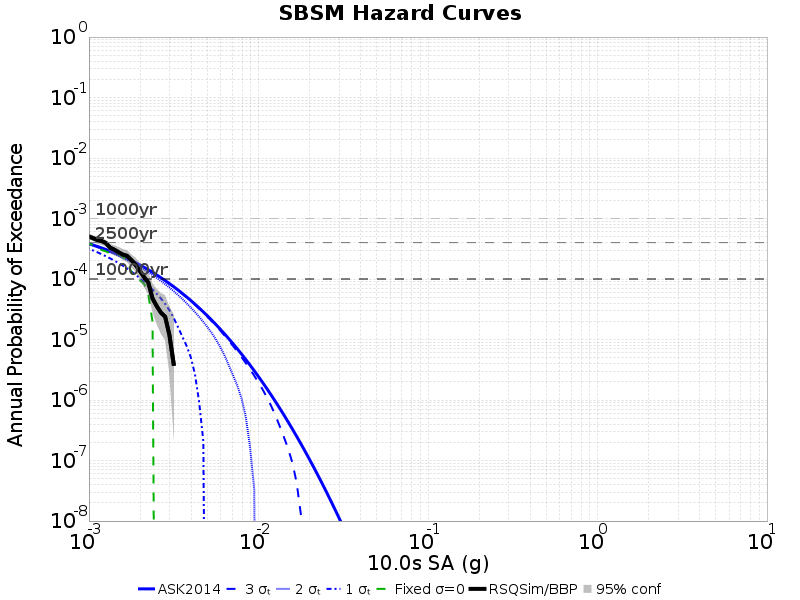 SBSM Hazard Curves
Annual Probability of Exceedance
10⁰
10⁻¹
10⁻²
10⁻³
10⁻⁴
10⁻⁵
10⁻⁶
10⁻⁷
10⁻⁸
1000yr
2500yr
10000yr
10⁻³ 10⁻² 10⁻¹ 10⁰ 10¹
10.0s SA (g)
ASK2014 3 σₜ 2 σₜ 1 σₜ Fixed σ=0 RSQSim/BBP 95% conf